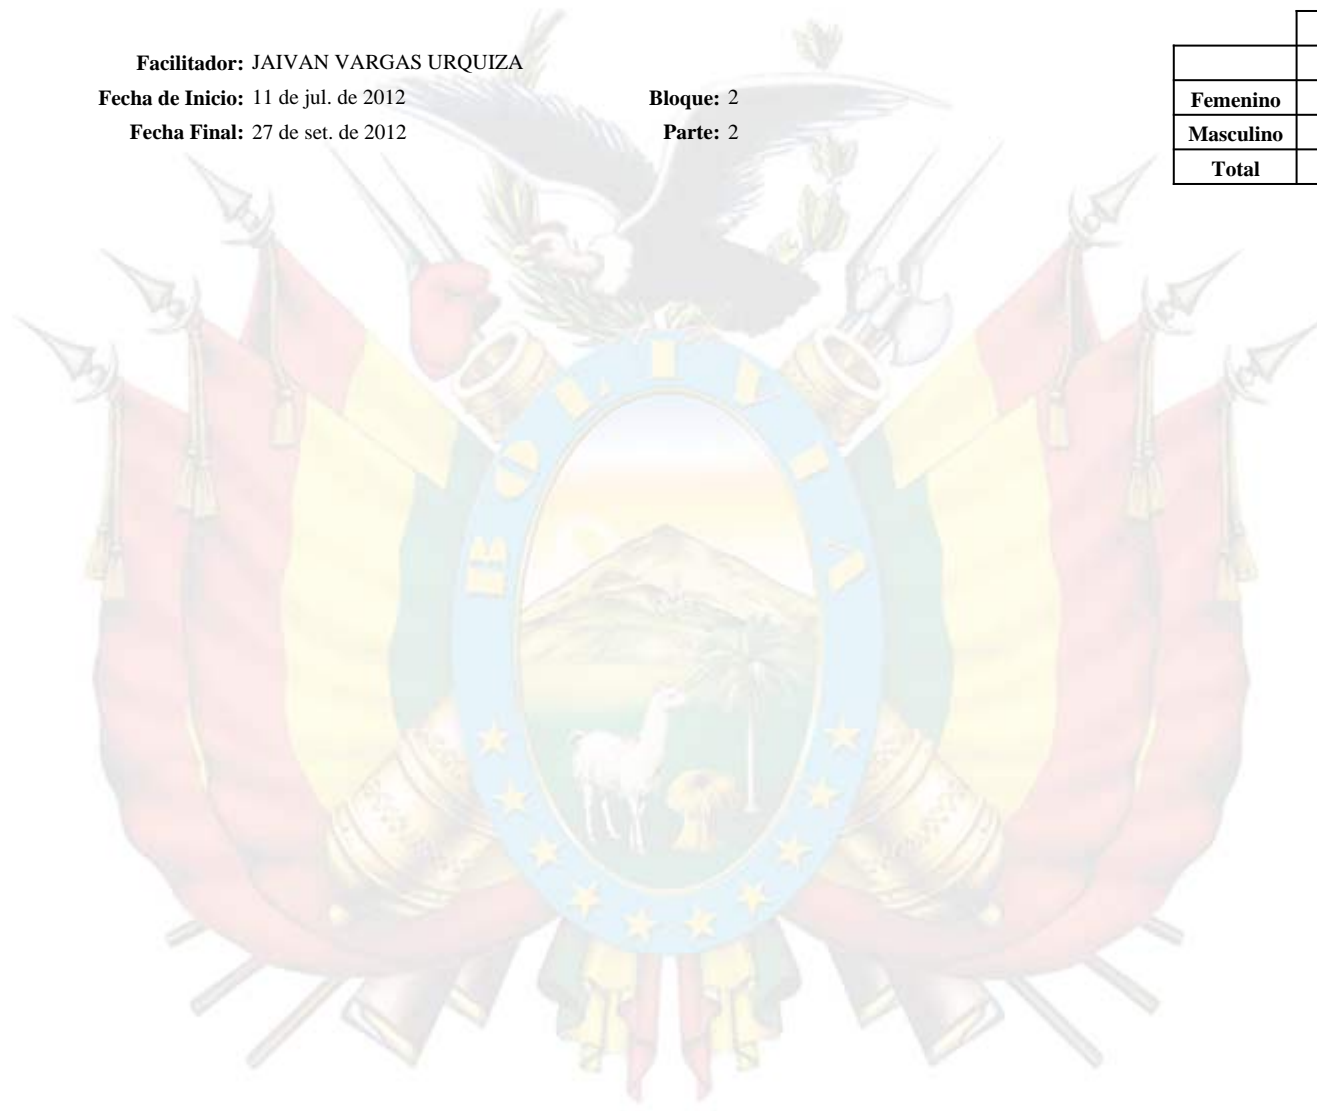 Facilitador: JAIVAN VARGAS URQUIZA
Fecha de Inicio: 11 de jul. de 2012 Bloque: 2
Fecha Final: 27 de set. de 2012 Parte: 2
Femenino
Masculino
Total
BOLIVIA